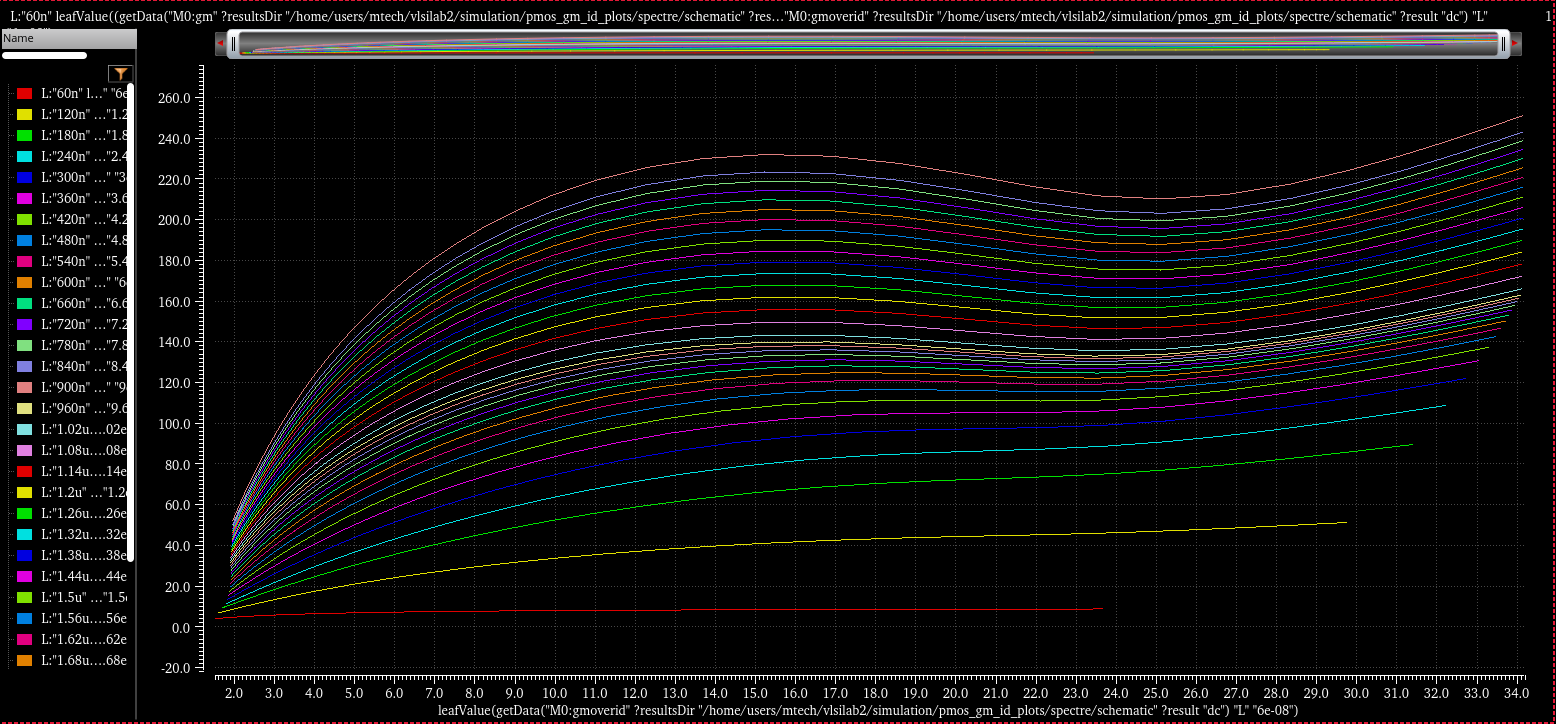 L:"60n" leafValue((getData("M0:gm" ?resultsDir "/home/users/mtech/vlsilab2/simulation/pmos_gm_id_plots/spectre/schematic" ?res..."M0:gmoverid" ?resultsDir "/home/users/mtech/vlsilab2/simulation/pmos_gm_id_plots/spectre/schematic" ?result "dc") "L" 1
Name
L:"60n" l..." "6e
L:"120n" ..."1.2
L:"180n" ..."1.8
L:"240n" ..."2.4
L:"300n" ..." "3
L:"360n" ..."3.6
L:"420n" ..."4.2
L:"480n" ..."4.8
L:"540n" ..."5.4
L:"600n" ..." "6
L:"660n" ..."6.6
L:"720n" ..."7.2
L:"780n" ..."7.8
L:"840n" ..."8.4
L:"900n" ..." "9
L:"960n" ..."9.6
L:"1.02u....02e
L:"1.08u....08e
L:"1.14u....14e
L:"1.2u" ..."1.2
L:"1.26u....26e
L:"1.32u....32e
L:"1.38u....38e
L:"1.44u....44e
L:"1.5u" ..."1.5
L:"1.56u....56e
L:"1.62u....62e
L:"1.68u....68e
260.0
240.0
220.0
200.0
180.0
160.0
140.0
120.0
100.0
80.0
60.0
40.0
20.0
0.0
-20.0
2.0 3.0 4.0 5.0 6.0 7.0 8.0 9.0 10.0 11.0 12.0 13.0 14.0 15.0 16.0 17.0 18.0 19.0 20.0 21.0 22.0 23.0 24.0 25.0 26.0 27.0 28.0 29.0 30.0 31.0 32.0 33.0 34.0
leafValue(getData("M0:gmoverid" ?resultsDir "/home/users/mtech/vlsilab2/simulation/pmos_gm_id_plots/spectre/schematic" ?result "dc") "L" "6e-08")